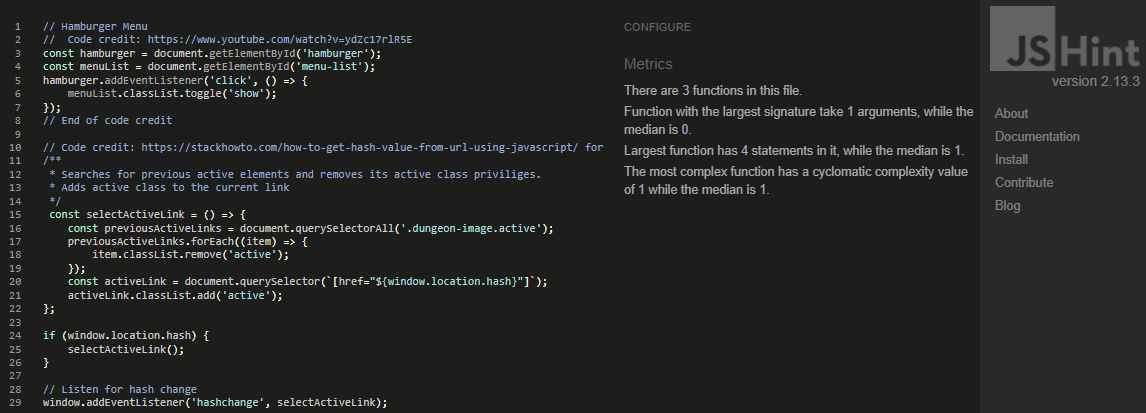 1 // Hamburger Menu
2 //  Code credit: https://www.youtube.com/watch?v=ydZc17rlR5E
3 const hamburger = document.getElementById('hamburger');
4 const menuList = document.getElementById('menu-list');
5 hamburger.addEventListener('click', () => {
6     menuList.classList.toggle('show');
7 });
8 // End of code credit
9
10 // Code credit: https://stackhowto.com/how-to-get-hash-value-from-url-using-javascript/ for
11 /**
12  * Searches for previous active elements and removes its active class priviliges.
13  * Adds active class to the current link
14  */
15  const selectActiveLink = () => {
16     const previousActiveLinks = document.querySelectorAll('.dungeon-image.active');
17     previousActiveLinks.forEach((item) => {
18         item.classList.remove('active');
19     });
20     const activeLink = document.querySelector(`[href="${window.location.hash}"]`);
21     activeLink.classList.add('active');
22 };
23
24 if (window.location.hash) {
25     selectActiveLink();
26 }
27
28 // Listen for hash change
29 window.addEventListener('hashchange', selectActiveLink);
CONFIGURE
Metrics
There are 3 functions in this file.
Function with the largest signature take 1 arguments, while the
median is 0.
Largest function has 4 statements in it, while the median is 1.
The most complex function has a cyclomatic complexity value
of 1 while the median is 1.
JSHint
version 2.13.3
About
Documentation
Install
Contribute
Blog